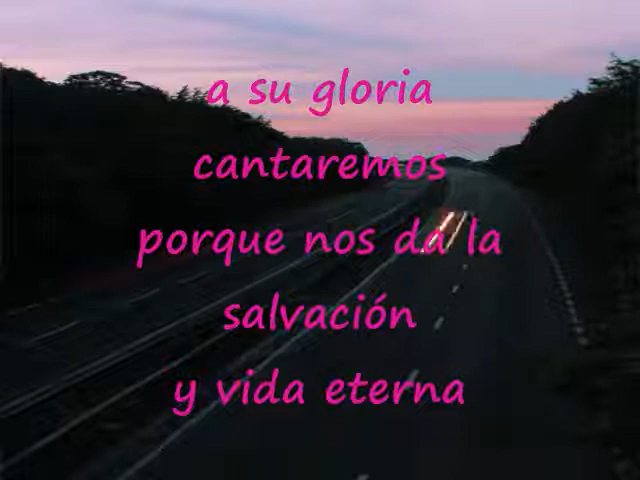 a su gloria
cantaremos
porque nos da la
salvación
y vida eterna